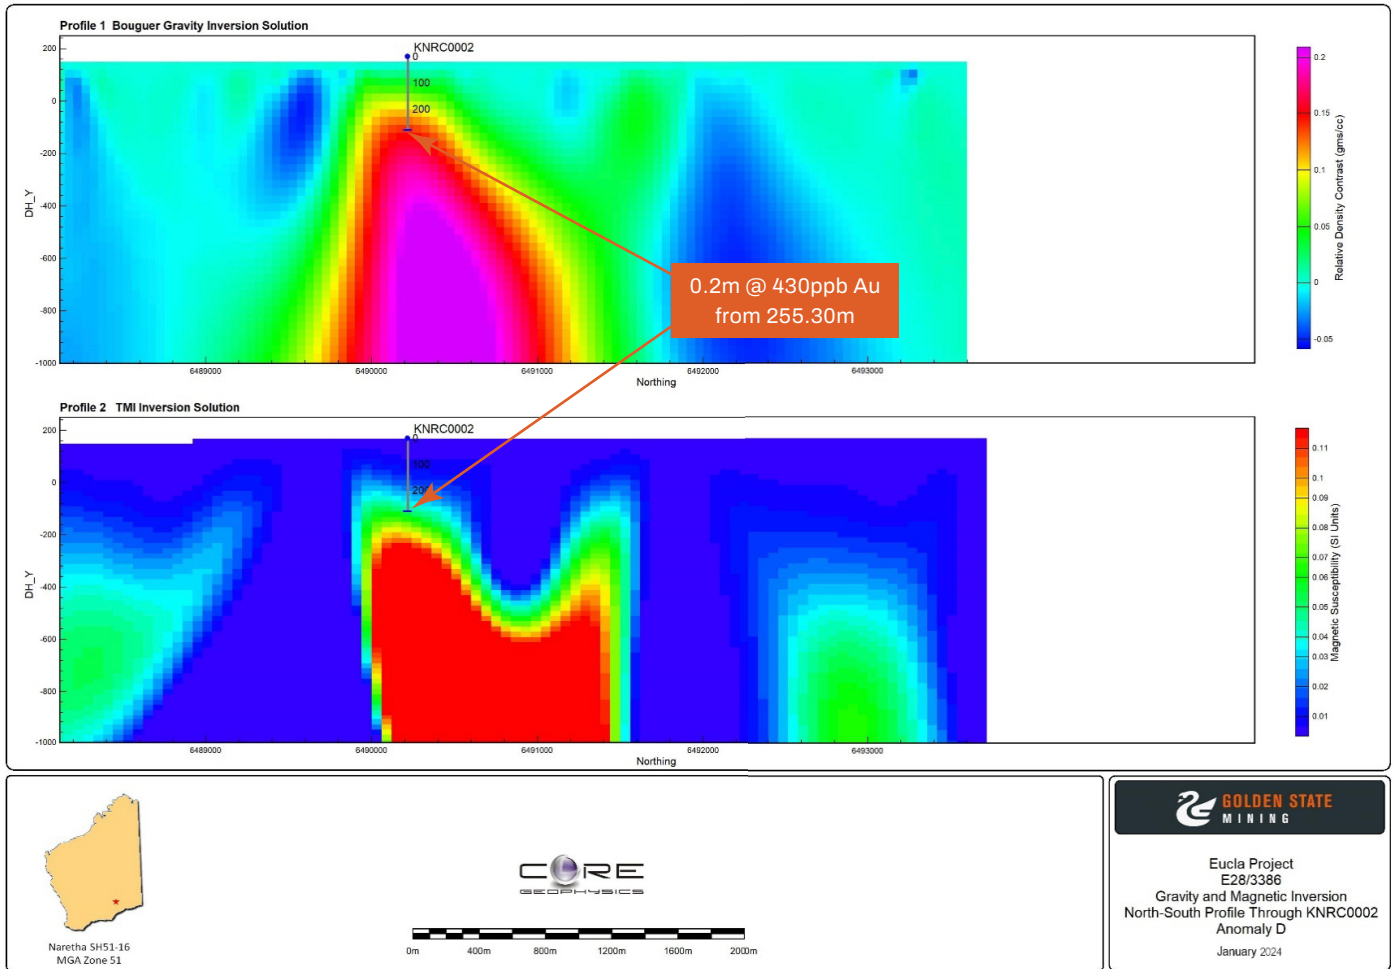 Profile 1 Bouguer Gravity Inversion Solution
KNRC0002
0
100
200
200
0
-200
-400
-600
-800
-1000
DH_Y
6489000
6490000
6491000
6492000
6493000
Northing
0.2
0.15
0.1
0.05
0
-0.05
Relative Density Contrast (gms/cc)
0.2m @ 430ppb Au
from 255.30m
Profile 2 TMI Inversion Solution
KNRC0002
0
100
200
200
0
-200
-400
-600
-800
-1000
DH_Y
6489000
6490000
6491000
6492000
6493000
Northing
0.11
0.1
0.09
0.08
0.07
0.06
0.05
0.04
0.03
0.02
0.01
Magnetic Susceptibility (SI Units)
Naretha SH51-16
MGA Zone 51
CORE
GEOPHYSICS
0m 400m 800m 1200m 1600m 2000m
GOLDEN STATE
MINING
Eucla Project
E28/3386
Gravity and Magnetic Inversion
North-South Profile Through KNRC0002
Anomaly D
January 2024